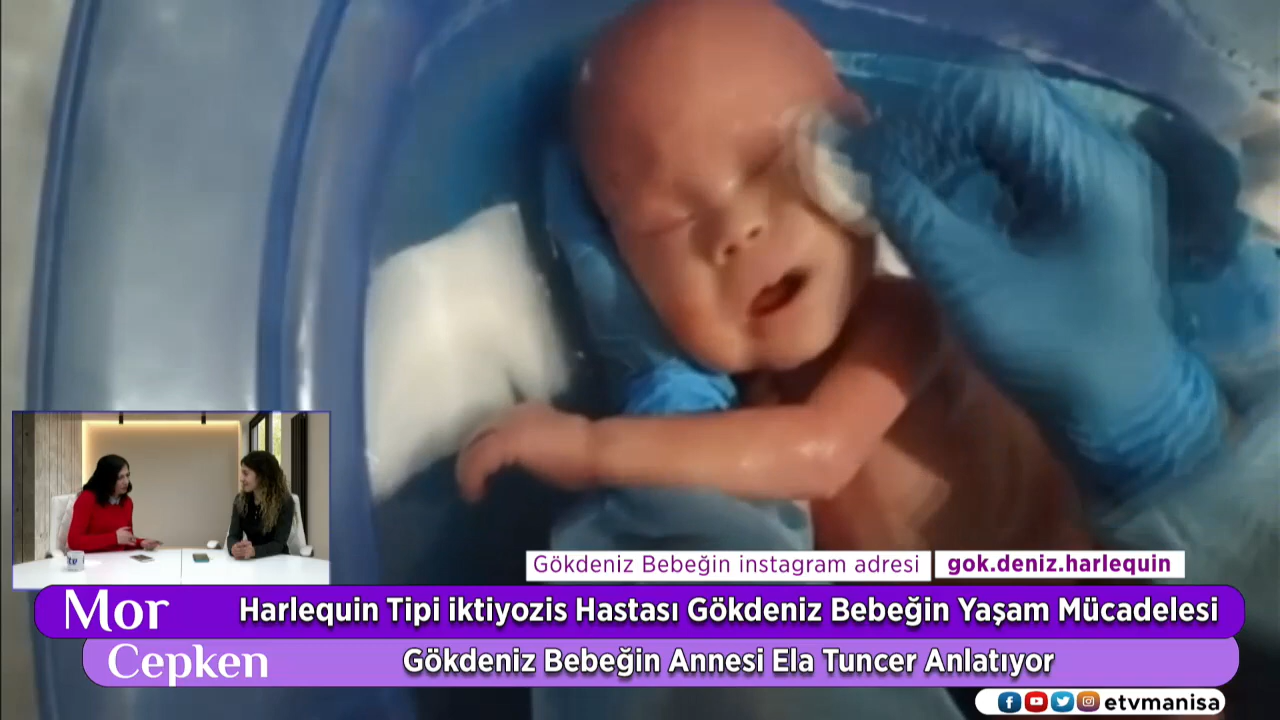 Gökdeniz Bebeğin instagram adresi gok.deniz.harlequin
Mor Harlequin Tipi iktiyozis Hastası Gökdeniz Bebeğin Yaşam Mücadelesi
Cepken Gökdeniz Bebeğin Annesi Ela Tuncer Anlatıyor
etvmanisa